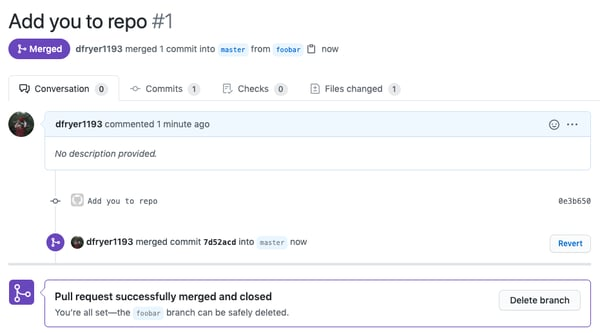 Add you to repo #1
Merged dfryer1193 merged 1 commit into master from foobar now
Conversation 0 Commits 1 Checks 0 Files changed 1
dfryer1193 commented 1 minute ago
No description provided.
Add you to repo 0e3b650
dfryer1193 merged commit 7d52acd into master now Revert
Pull request successfully merged and closed
You're all set—the foobar branch can be safely deleted.
Delete branch